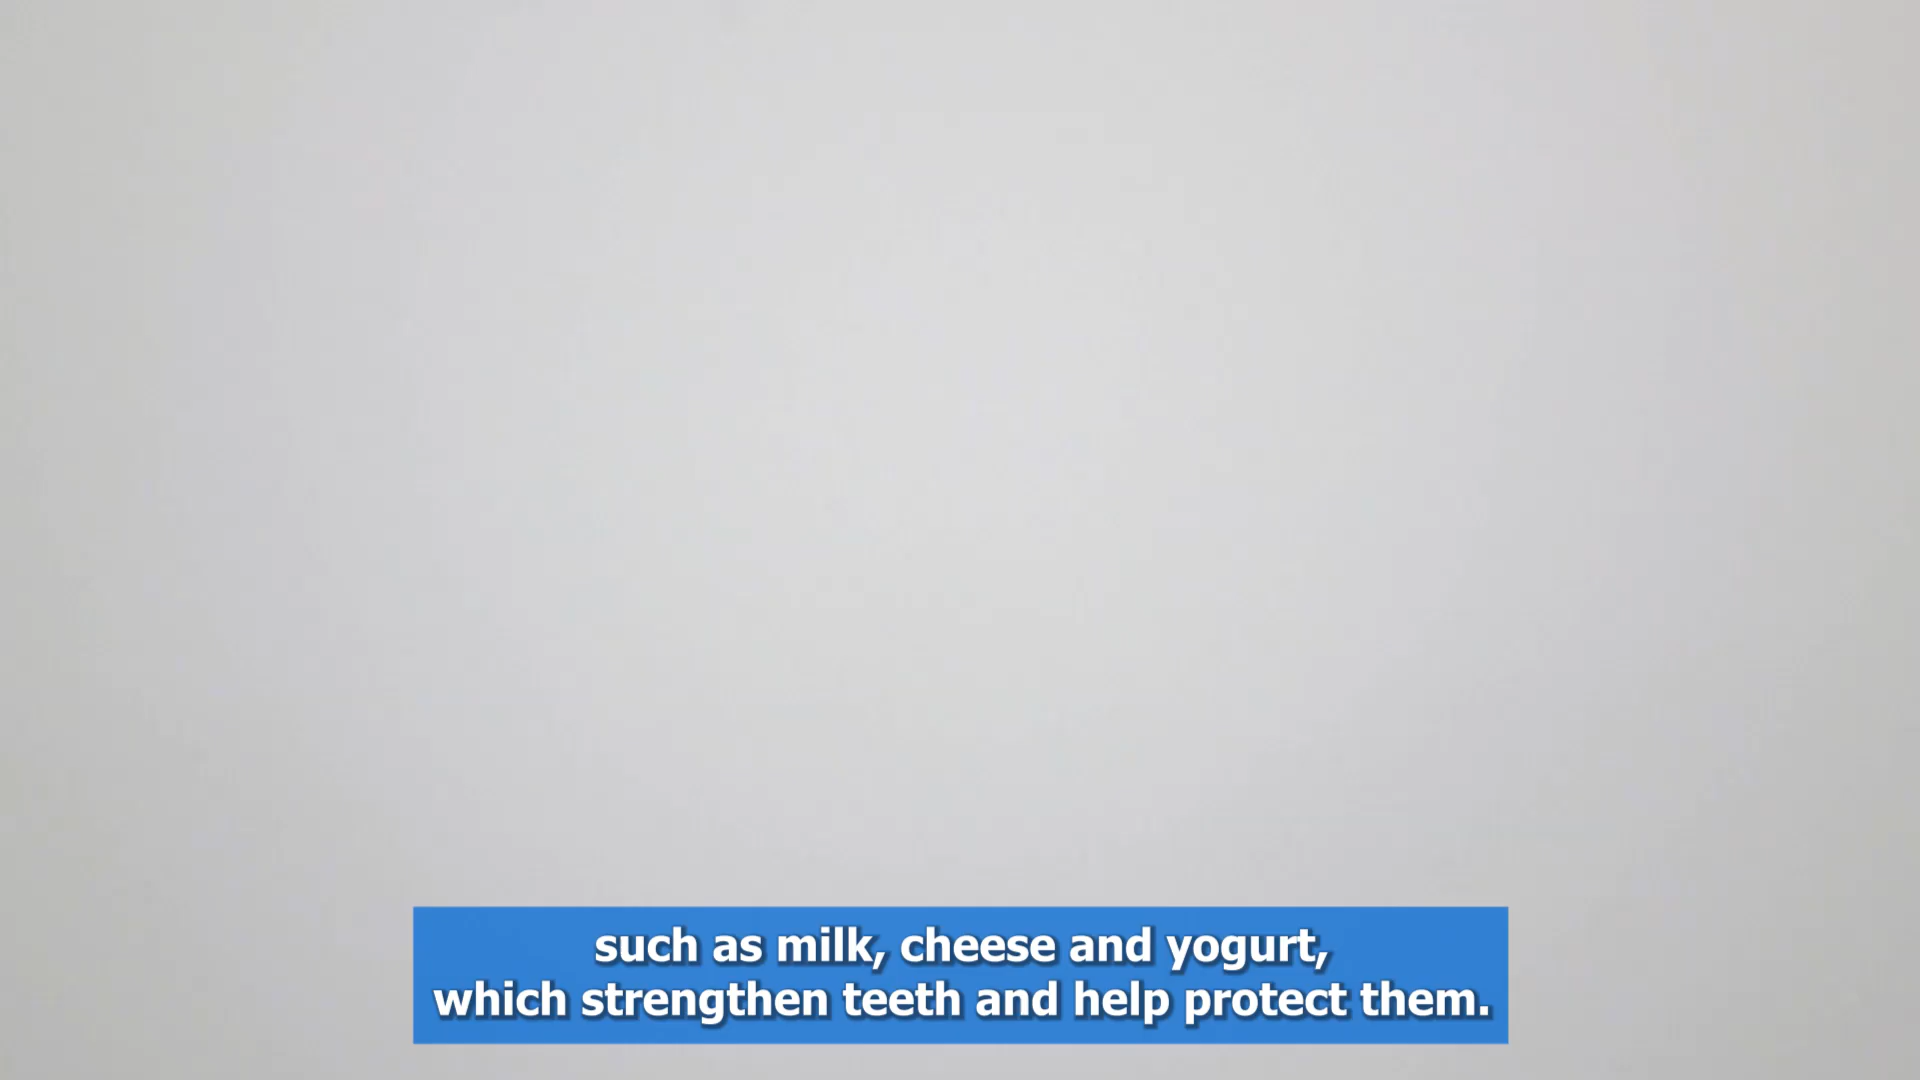 such as milk, cheese and yogurt,
which strengthen teeth and help protect them.